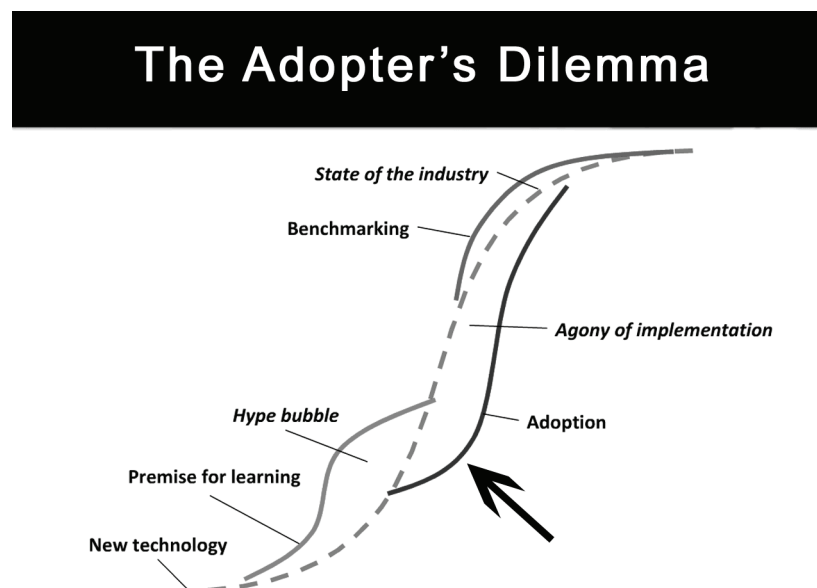 The Adopter’s Dilemma
State of the industry
Benchmarking
Agony of implementation
Hype bubble
Adoption
Premise for learning
New technology